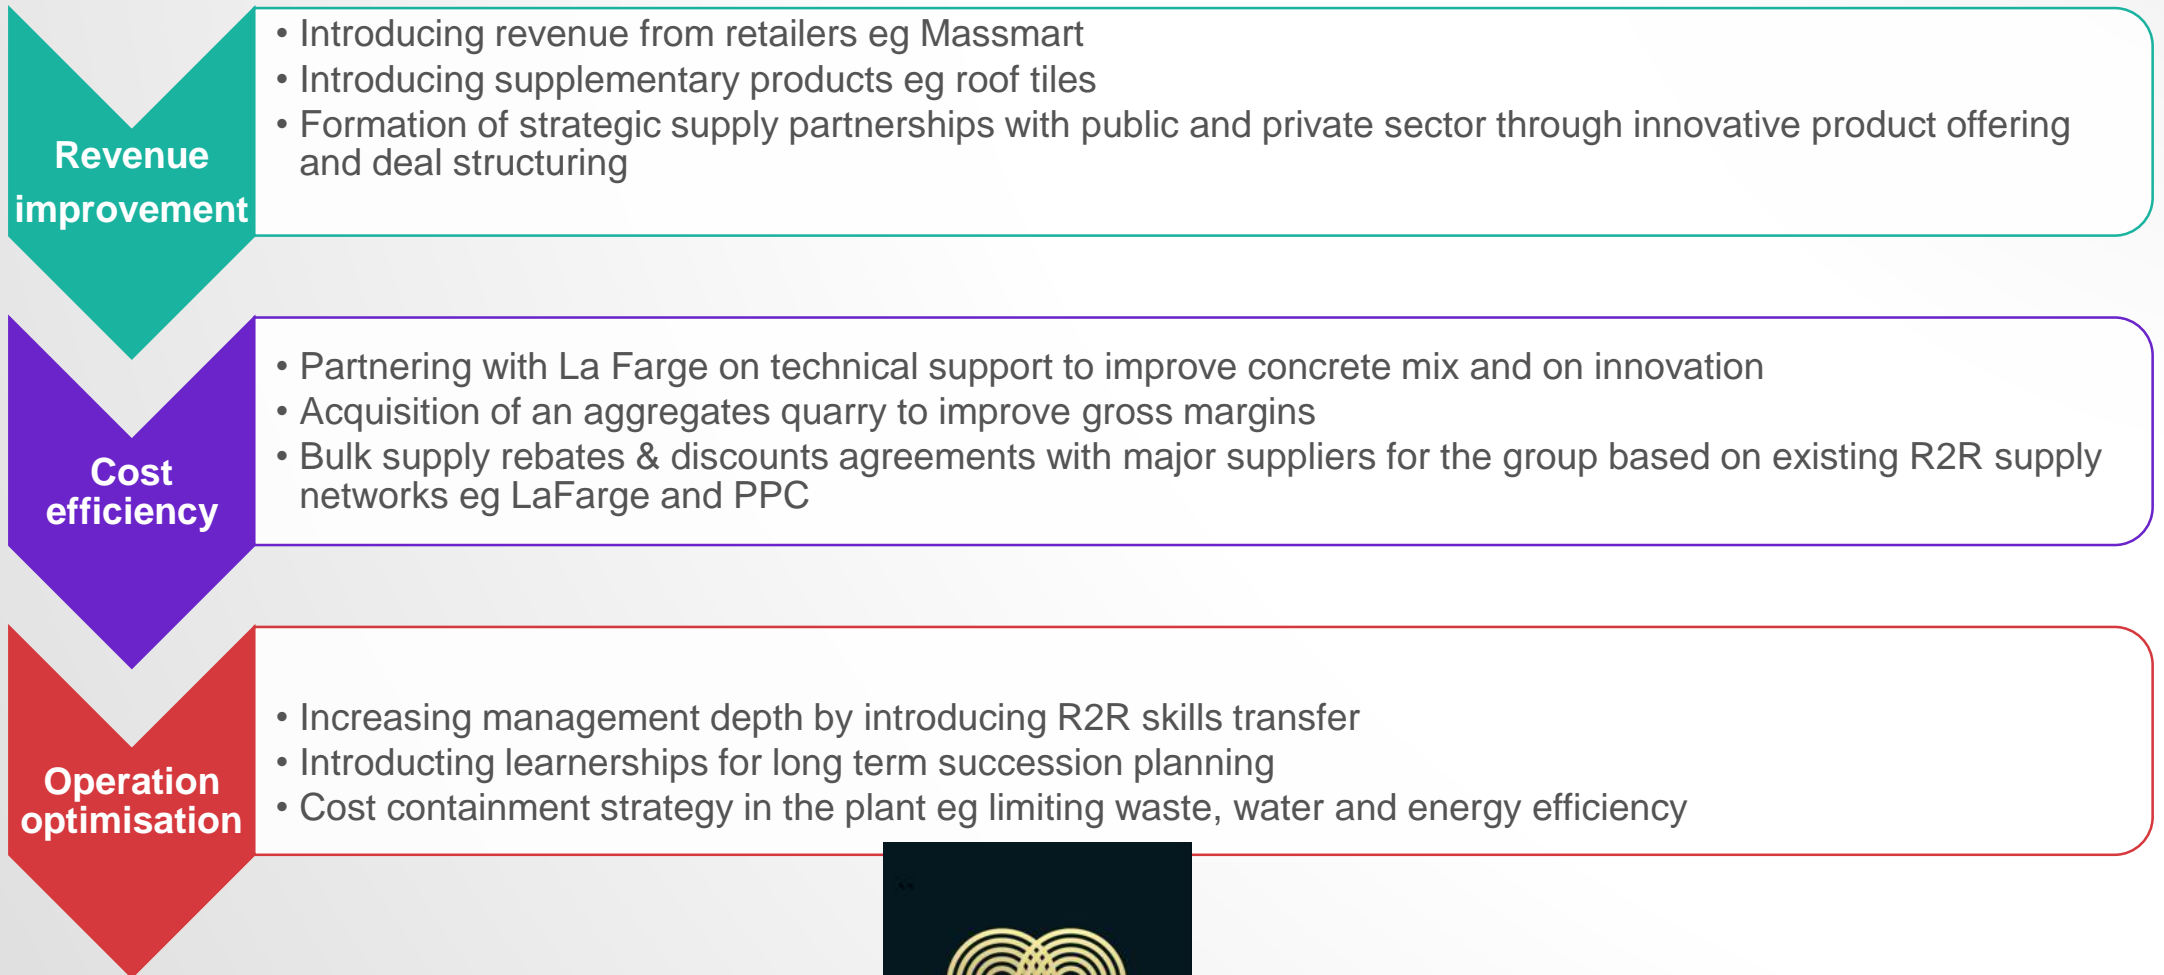 Revenue
improvement
• Introducing revenue from retailers eg Massmart
• Introducing supplementary products eg roof tiles
• Formation of strategic supply partnerships with public and private sector through innovative product offering
and deal structuring
Cost
efficiency
• Partnering with La Farge on technical support to improve concrete mix and on innovation
• Acquisition of an aggregates quarry to improve gross margins
• Bulk supply rebates & discounts agreements with major suppliers for the group based on existing R2R supply
networks eg LaFarge and PPC
Operation
optimisation
• Increasing management depth by introducing R2R skills transfer
• Introducting learnerships for long term succession planning
• Cost containment strategy in the plant eg limiting waste, water and energy efficiency